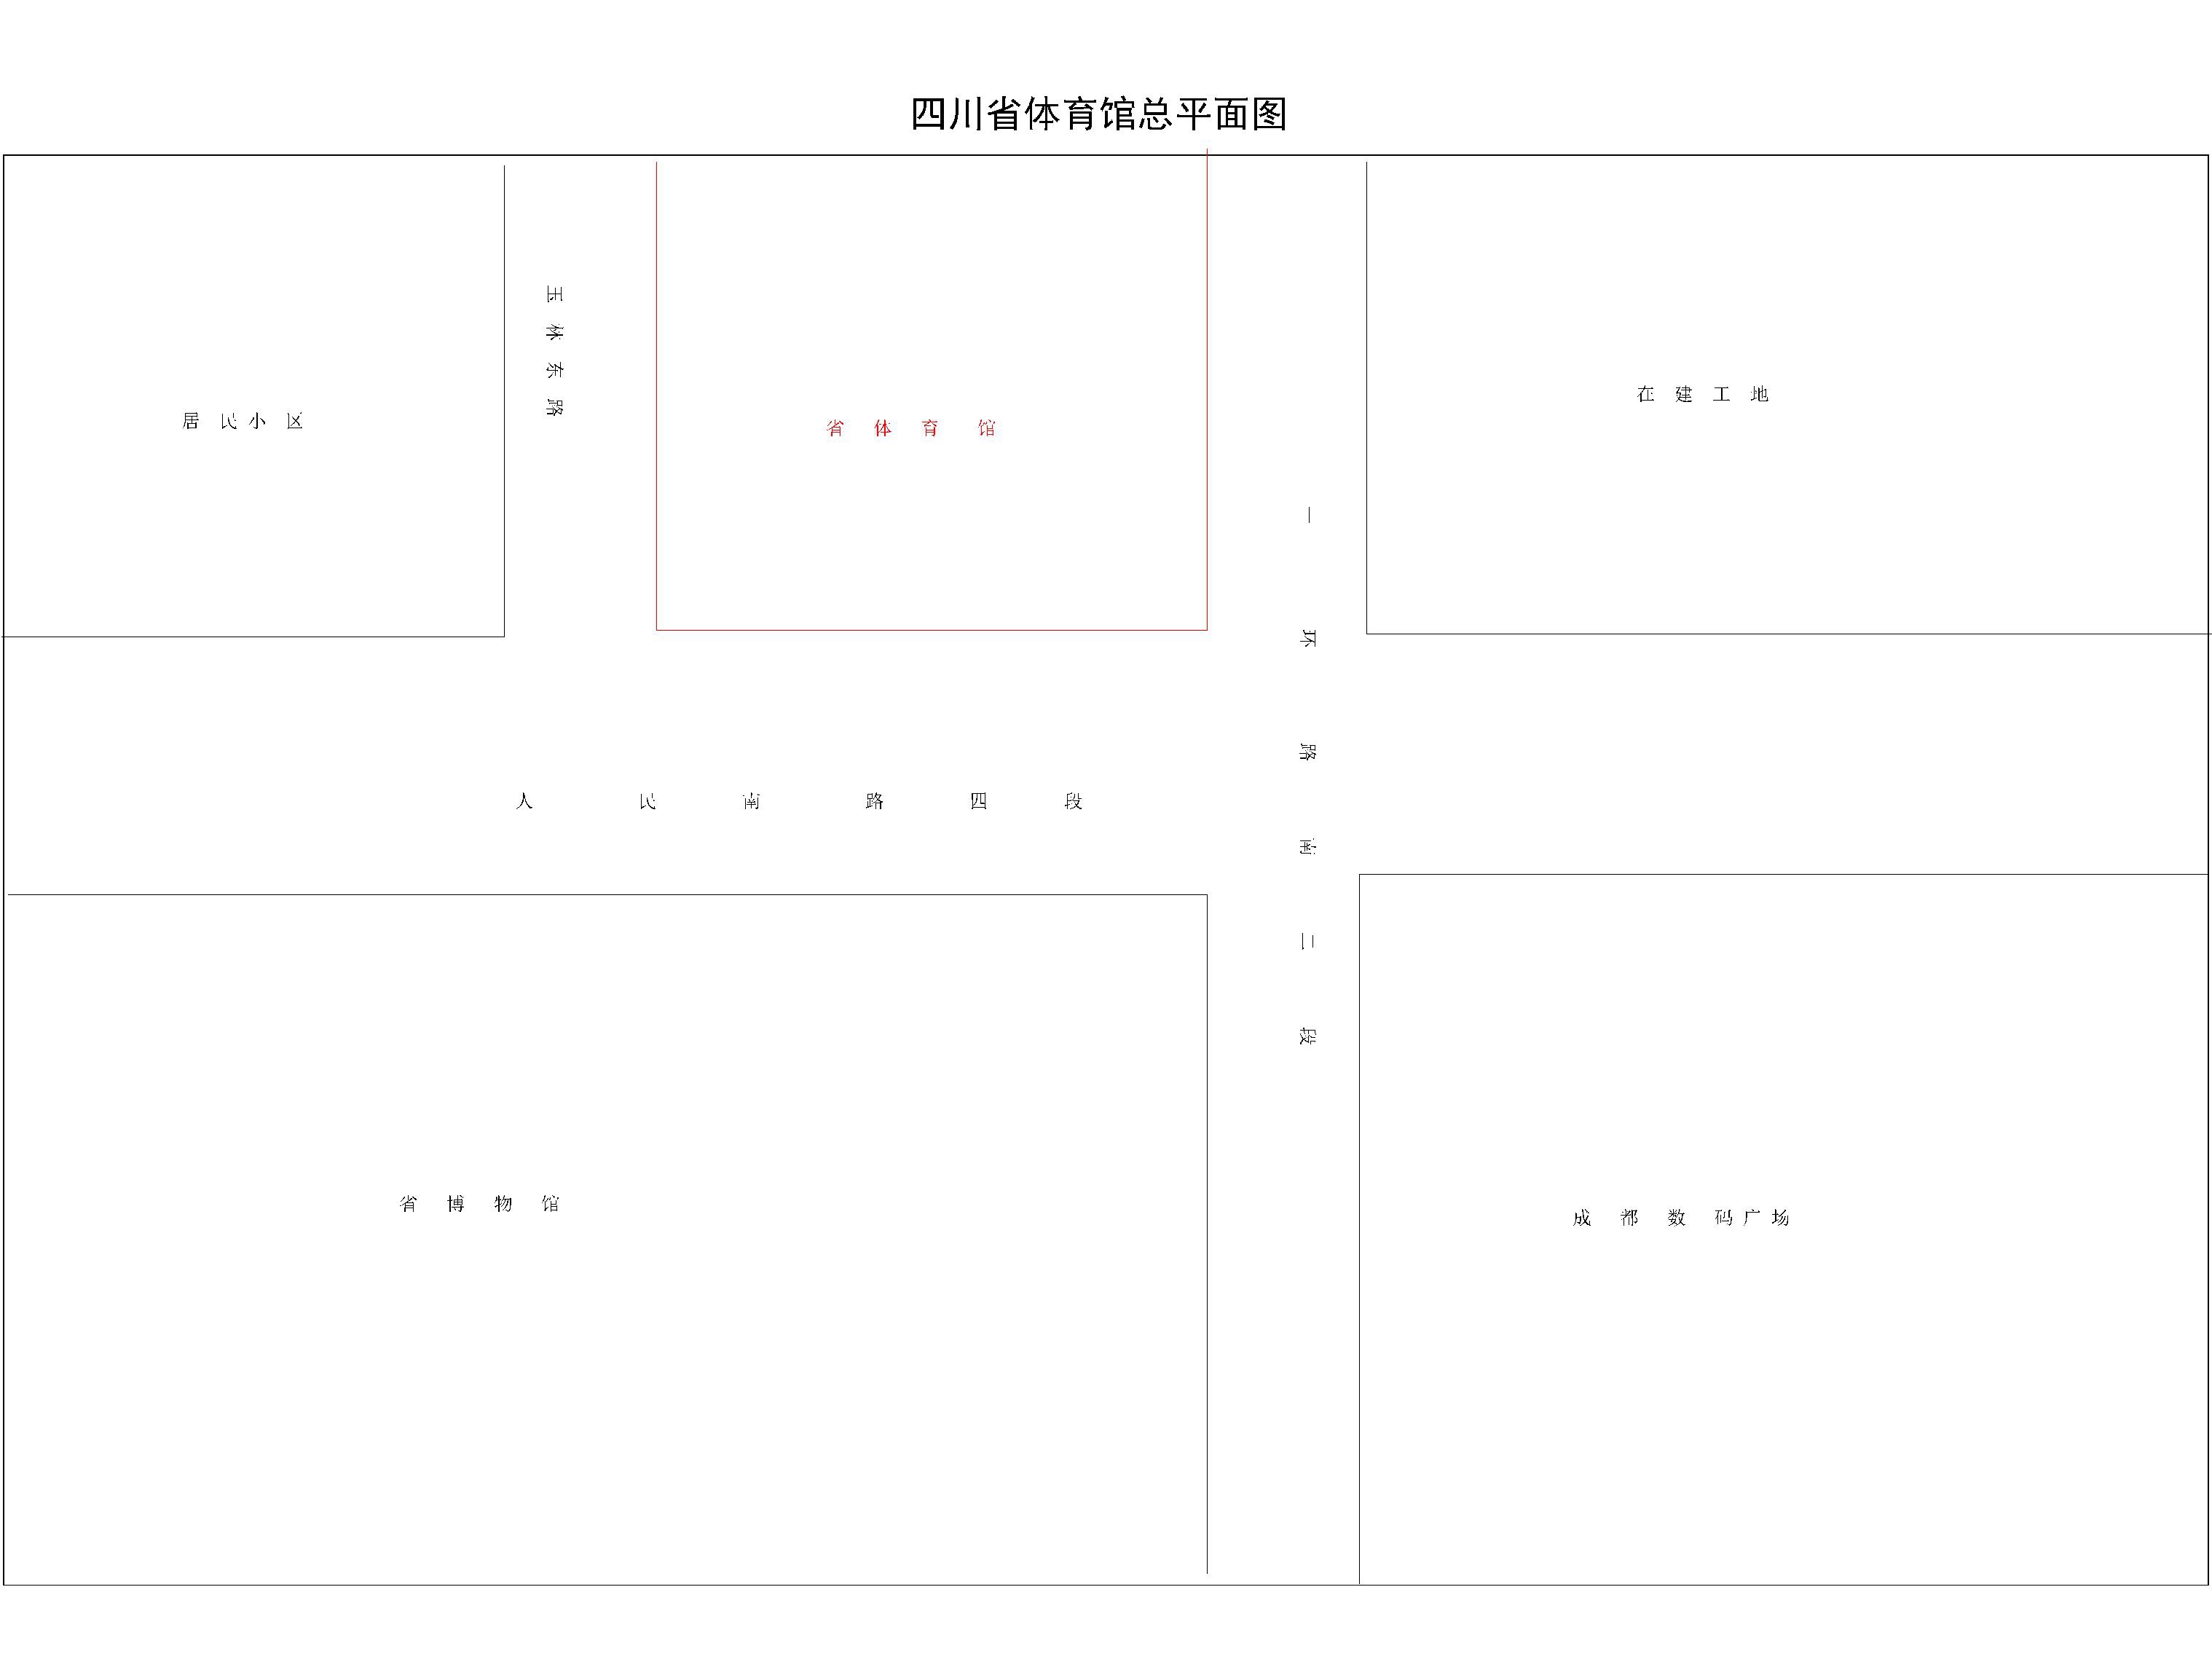 四川省体育馆总平面图
居民小区
玉林东路
省体育馆
在建工地
一环路南二段
人民南路四段
省博物馆
成都数码广场